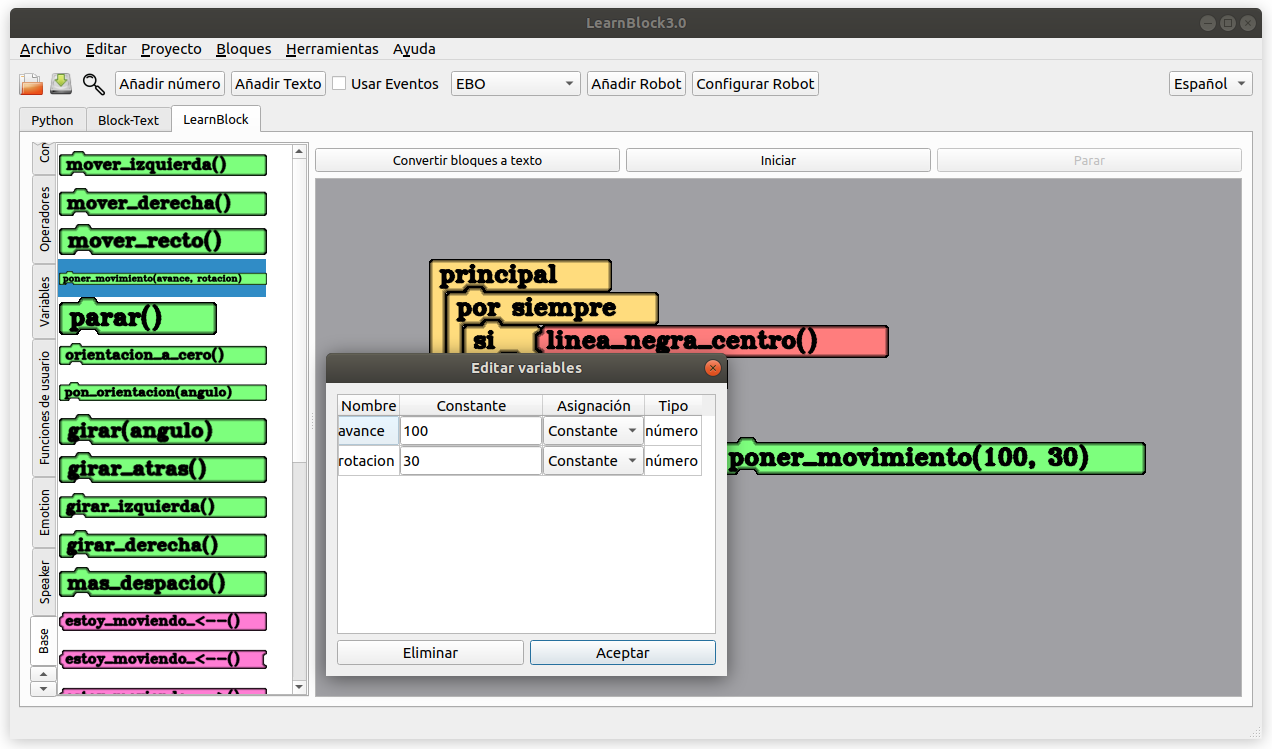 LearnBlock3.0
Archivo Editar Proyecto Bloques Herramientas Ayuda
Añadir número Añadir Texto Usar Eventos EBO Añadir Robot Configurar Robot Español
Python Block-Text LearnBlock
Operadores
Variables
Funciones de usuario
Emotion
Speaker
Base
mover_izquierda()
mover_derecha()
mover_recto()
poner_movimiento(avance, rotacion)
parar()
orientacion_a_cero()
pon_orientacion(angulo)
girar(angulo)
girar_atras()
girar_izquierda()
girar_derecha()
mas_despacio()
estoy_moviendo_<--()
estoy_moviendo_<--()
Convertir bloques a texto Iniciar Parar
principal
por siempre
si linea_negra_centro()
poner_movimiento(100, 30)
Editar variables
Nombre Constante Asignación Tipo
avance 100 Constante número
rotacion 30 Constante número
Eliminar Aceptar